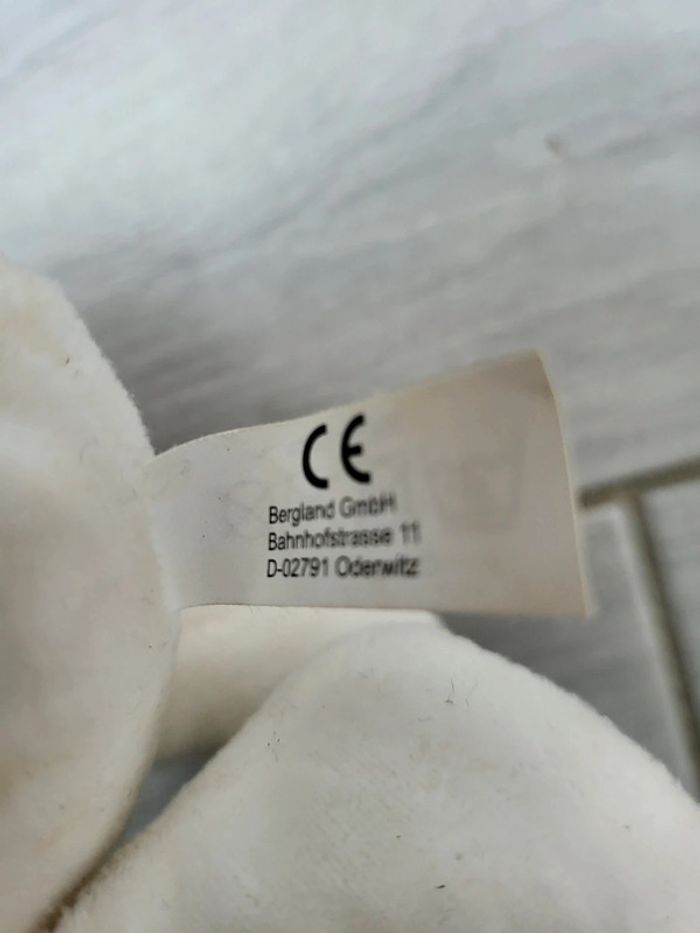 CE
Bergland GmbH
Bahnhofstrasse 11
D-02791 Oderwitz